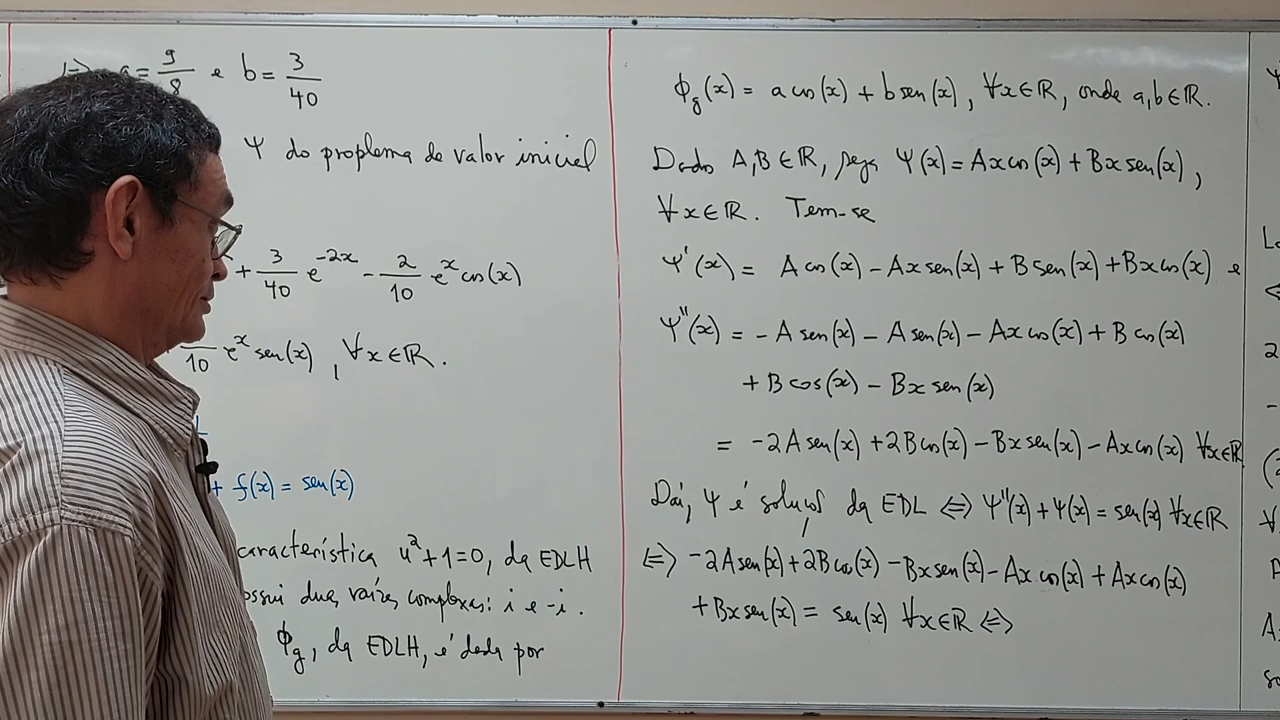 a = 9/8 e b = 3/40
Ψ do proplema de valor inicial
+ 3/40 e^{-2x} - 2/10 e^x cos(x)
/10 e^x sen(x), ∀x∈ℝ.
+ f(x) = sen(x)
característica u²+1=0, da EDLH
ossui duas raízes complexas: i e -i.
Φ_g, da EDLH, é dada por
Φ_g(x) = a cos(x) + b sen(x), ∀x∈ℝ, onde a,b∈ℝ.
Dados A,B∈ℝ, seja Ψ(x) = Ax cos(x) + Bx sen(x),
∀x∈ℝ. Tem-se
Ψ'(x) = A cos(x) - Ax sen(x) + B sen(x) + Bx cos(x) e
Ψ''(x) = - A sen(x) - A sen(x) - Ax cos(x) + B cos(x)
+ B cos(x) - Bx sen(x)
= -2A sen(x) + 2B cos(x) - Bx sen(x) - Ax cos(x) ∀x∈ℝ
Daí, Ψ é solução da EDL ⇔ Ψ''(x) + Ψ(x) = sen(x) ∀x∈ℝ
⇔ -2A sen(x) + 2B cos(x) - Bx sen(x) - Ax cos(x) + Ax cos(x)
+ Bx sen(x) = sen(x) ∀x∈ℝ ⇔